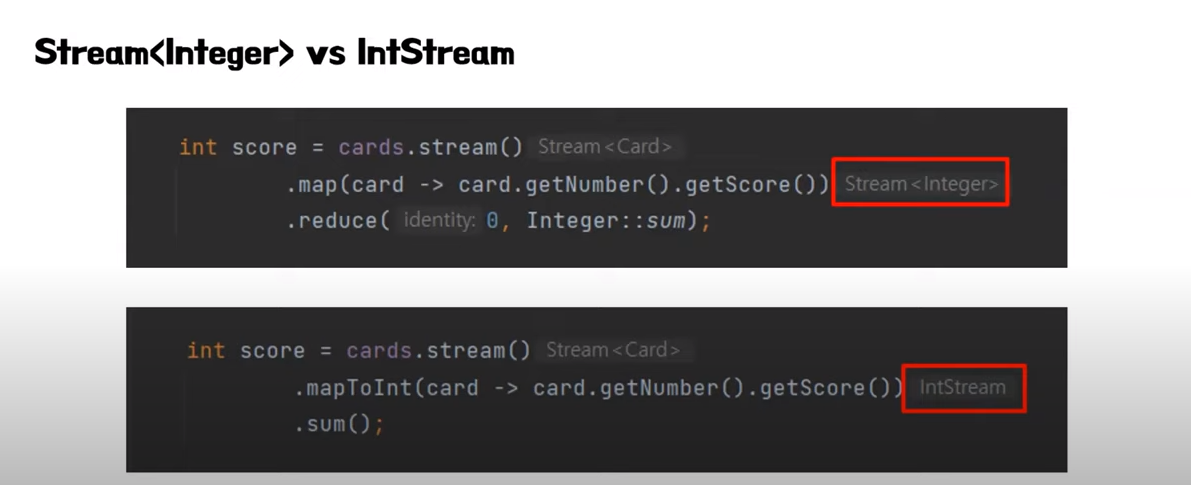 Stream<Integer> vs IntStream
int score = cards.stream() Stream<Card>
.map(card -> card.getNumber().getScore()) Stream<Integer>
.reduce( identity: 0, Integer::sum);
int score = cards.stream() Stream<Card>
.mapToInt(card -> card.getNumber().getScore()) IntStream
.sum();